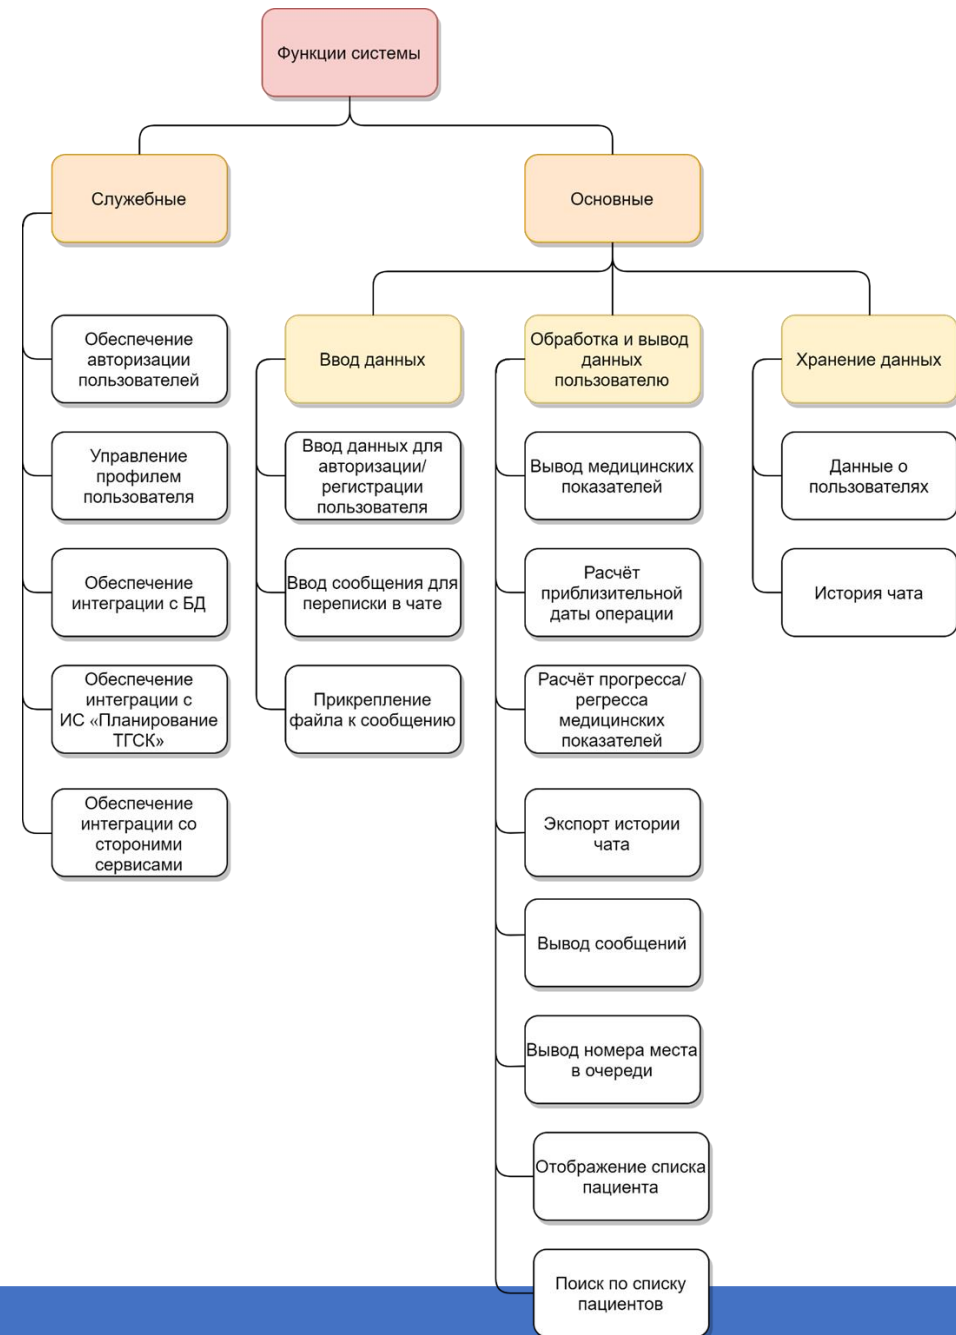 Функции системы
Служебные
Основные
Обеспечение
авторизации
пользователей
Управление
профилем
пользователя
Обеспечение
интеграции с БД
Обеспечение
интеграции с
ИС «Планирование
ТГСК»
Обеспечение
интеграции со
стороними
сервисами
Ввод данных
Ввод данных для
авторизации/
регистрации
пользователя
Ввод сообщения для
переписки в чате
Прикрепление
файла к сообщению
Обработка и вывод
данных
пользователю
Вывод медицинских
показателей
Расчёт
приблизительной
даты операции
Расчёт прогресса/
регресса
медицинских
показателей
Экспорт истории
чата
Вывод сообщений
Вывод номера места
в очереди
Отображение списка
пациента
Поиск по списку
пациентов
Хранение данных
Данные о
пользователях
История чата